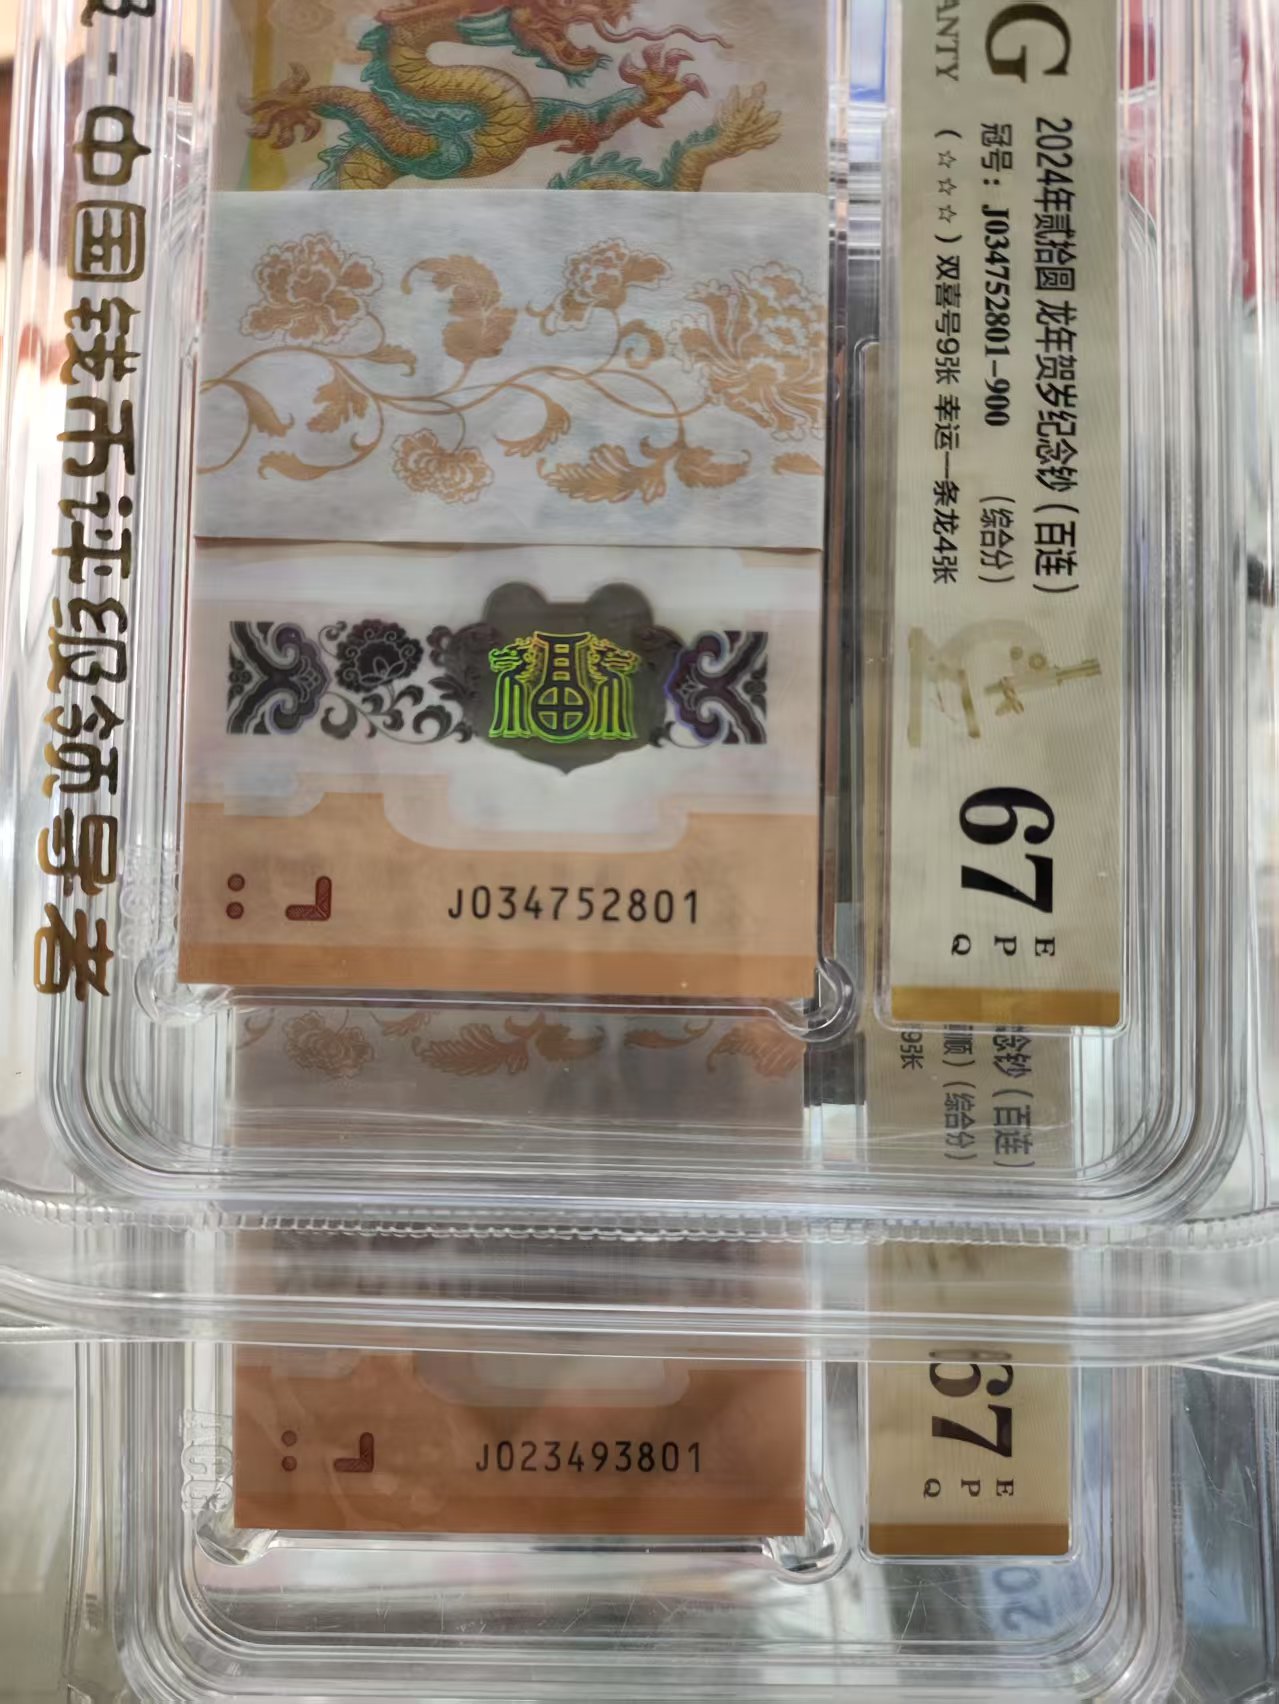 中国钱币评级领导者
G
ANTY
2024年贰拾圆 龙年贺岁纪念钞（百连）
冠号：J034752801-900 （综合分）
（☆☆☆）双喜号9张 幸运一条龙4张
67
E
P
Q
J034752801
念钞（百连）
顺）（综合分）
9张
67
E
P
Q
J023493801
ACG
20